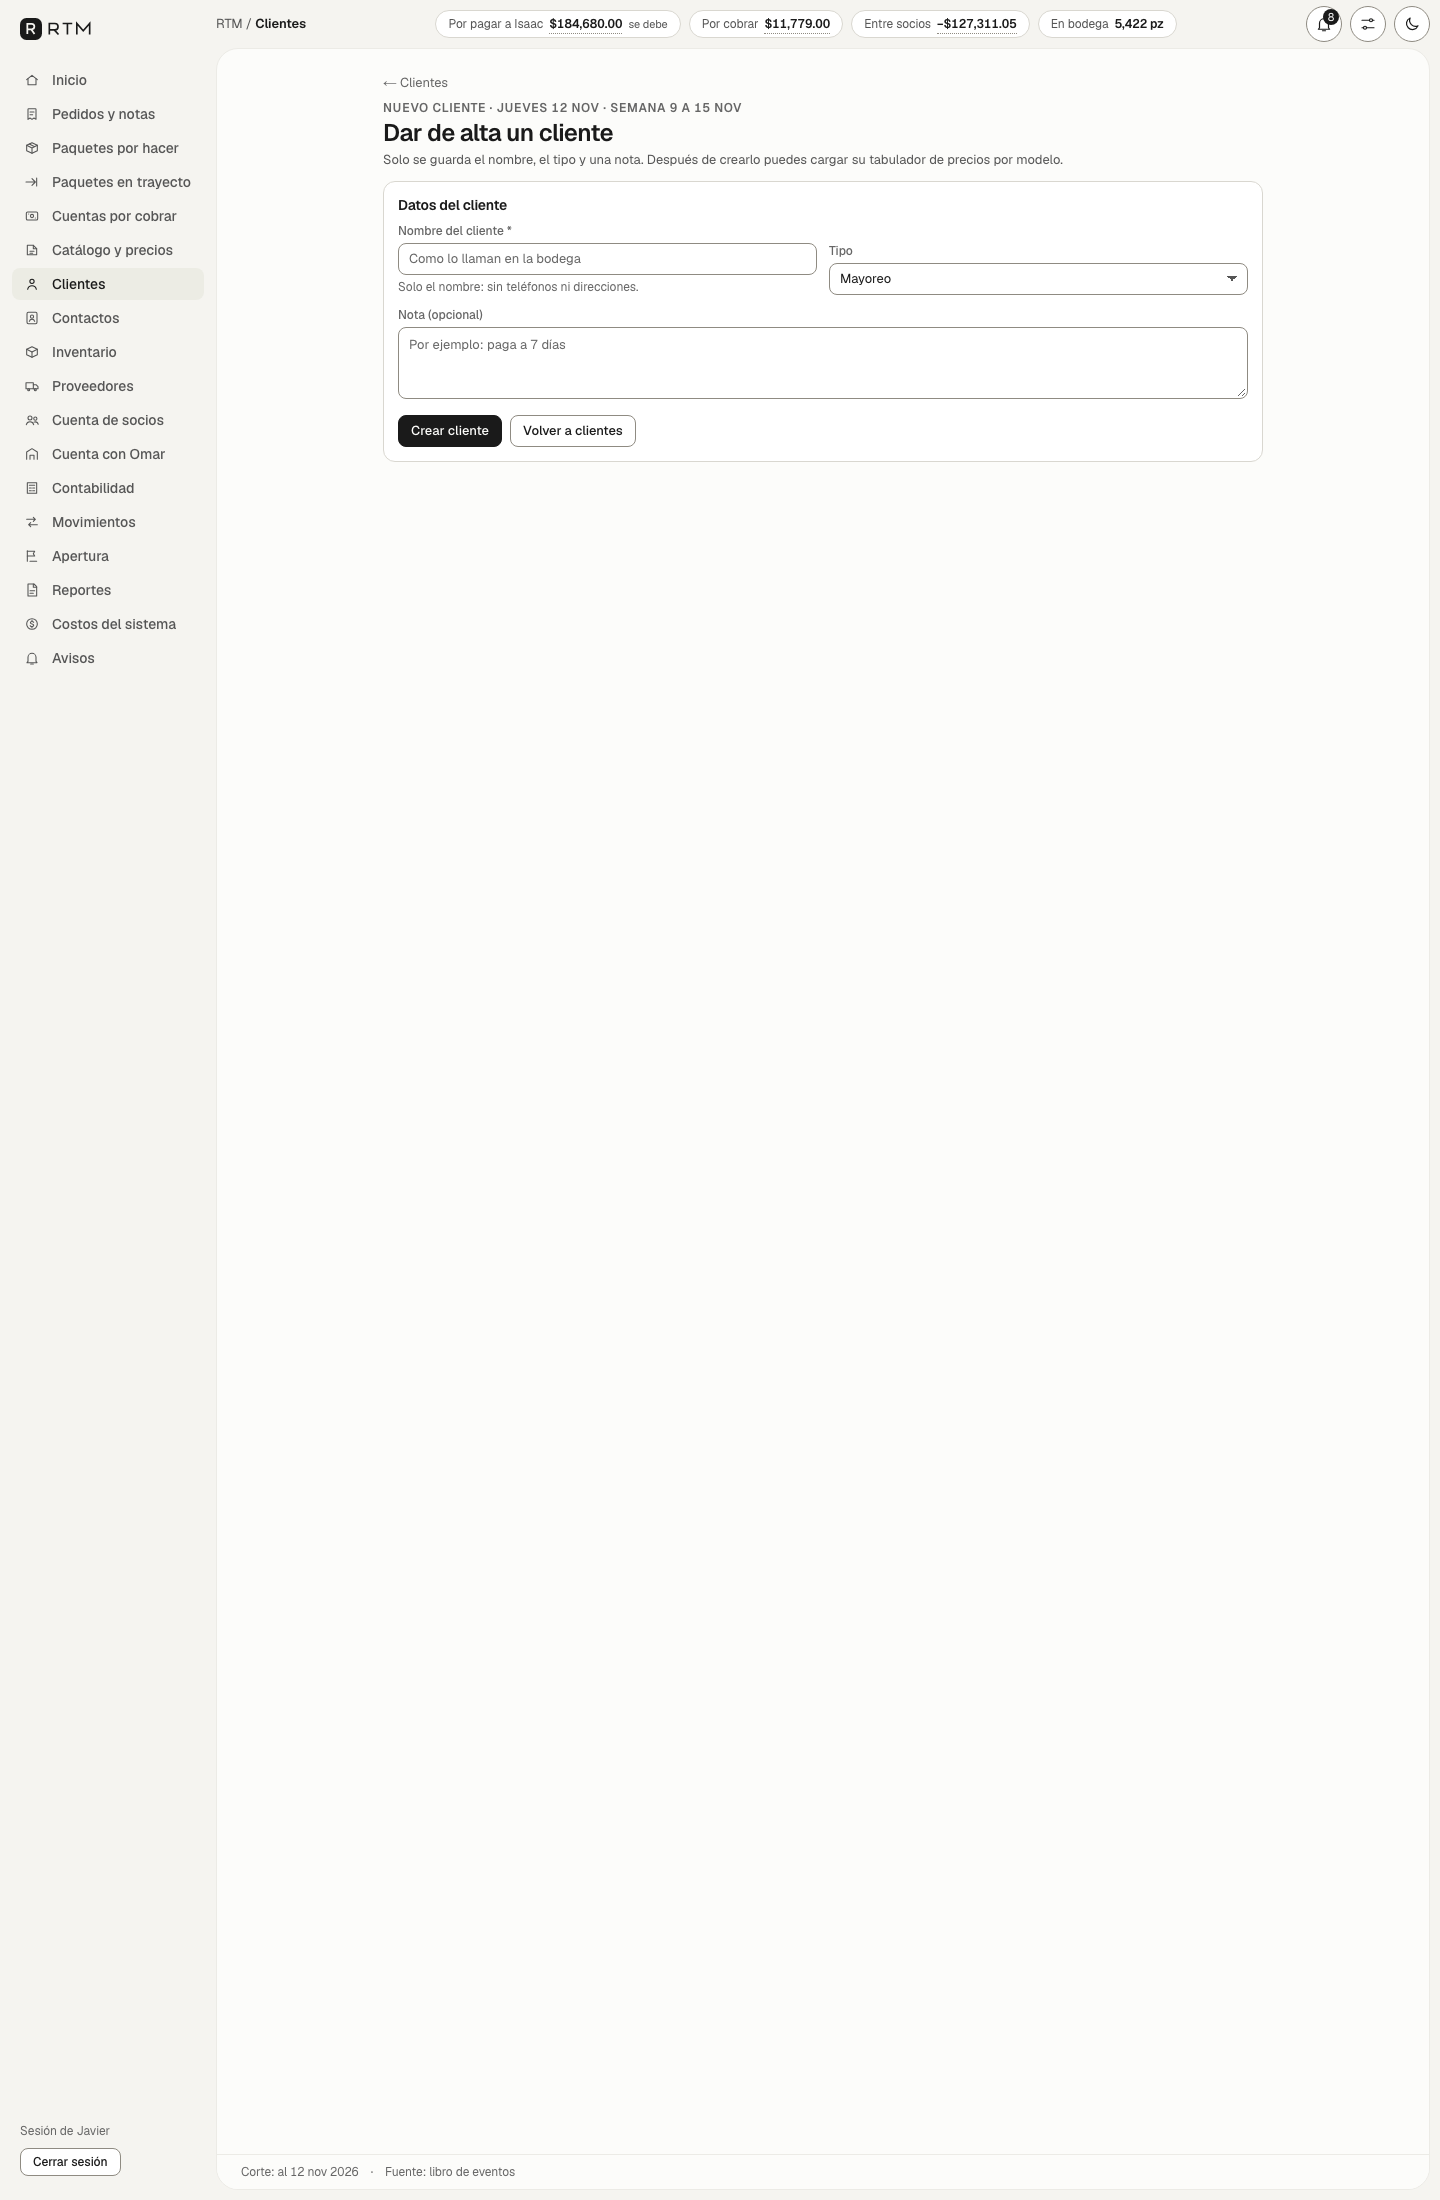 R RTM
RTM / Clientes
Por pagar a Isaac $184,680.00 se debe
Por cobrar $11,779.00
Entre socios −$127,311.05
En bodega 5,422 pz
8
Inicio
Pedidos y notas
Paquetes por hacer
Paquetes en trayecto
Cuentas por cobrar
Catálogo y precios
Clientes
Contactos
Inventario
Proveedores
Cuenta de socios
Cuenta con Omar
Contabilidad
Movimientos
Apertura
Reportes
Costos del sistema
Avisos
Sesión de Javier
Cerrar sesión
← Clientes
NUEVO CLIENTE · JUEVES 12 NOV · SEMANA 9 A 15 NOV
Dar de alta un cliente
Solo se guarda el nombre, el tipo y una nota. Después de crearlo puedes cargar su tabulador de precios por modelo.
Datos del cliente
Nombre del cliente *
Como lo llaman en la bodega
Solo el nombre: sin teléfonos ni direcciones.
Tipo
Mayoreo
Nota (opcional)
Por ejemplo: paga a 7 días
Crear cliente
Volver a clientes
Corte: al 12 nov 2026 · Fuente: libro de eventos